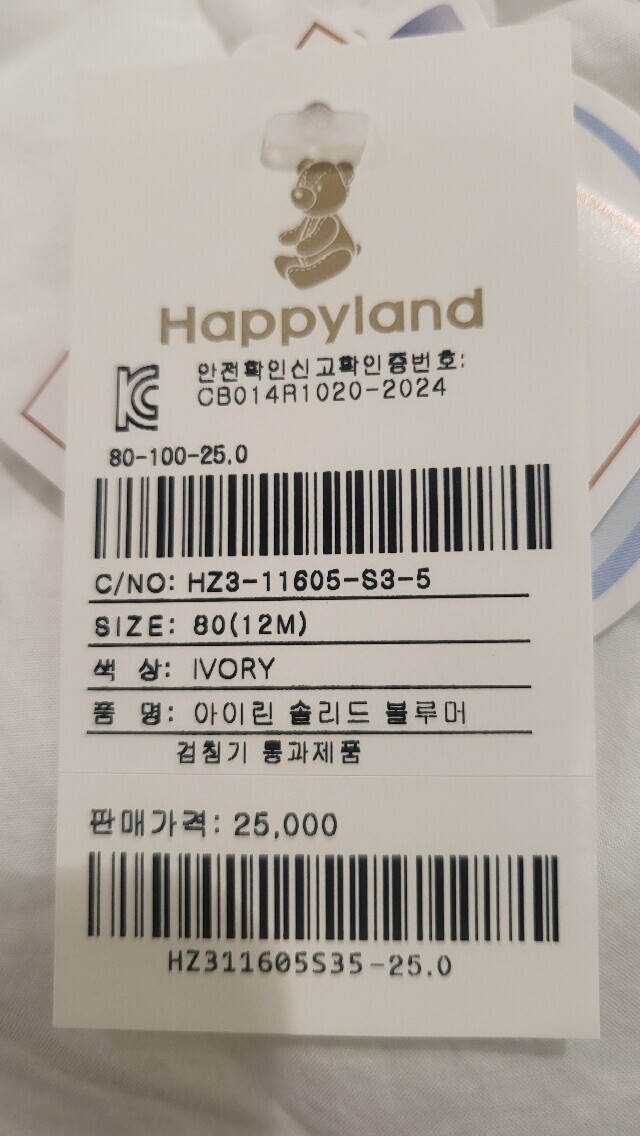 Happyland
안전확인신고확인증번호:
CB014R1020-2024
80-100-25.0
C/NO: HZ3-11605-S3-5
SIZE: 80(12M)
색 상: IVORY
품 명: 아이린 솔리드 블루머
검침기 통과제품
판매가격: 25,000
HZ311605S35-25.0